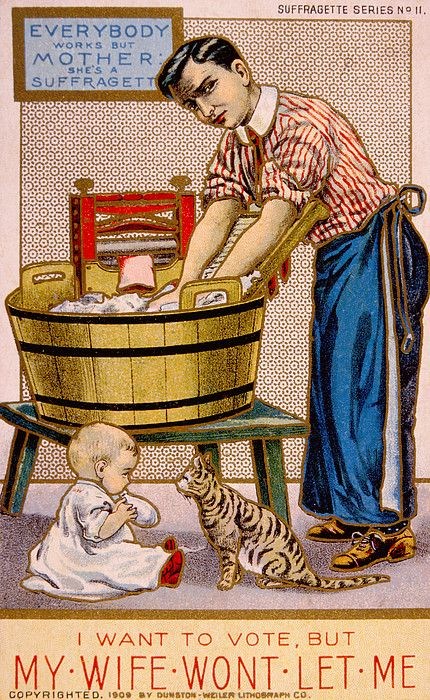 SUFFRAGETTE SERIES No 11.
EVERYBODY
WORKS BUT
MOTHER:
SHE'S A
SUFFRAGETT
I WANT TO VOTE, BUT
MY·WIFE·WONT·LET·ME
COPYRIGHTED. 1909 BY DUNSTON-WEILER LITHOGRAPH CO.